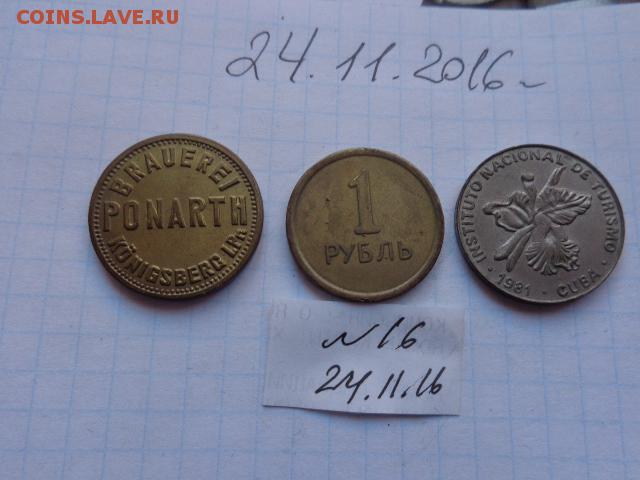 COINS.LAVE.RU
24.11.2016
BRAUEREI
PONARTH
KÖNIGSBERG I.PR.
1
РУБЛЬ
INSTITUTO NACIONAL DE TURISMO
· 1981 · CUBA ·
N16
24.11.16